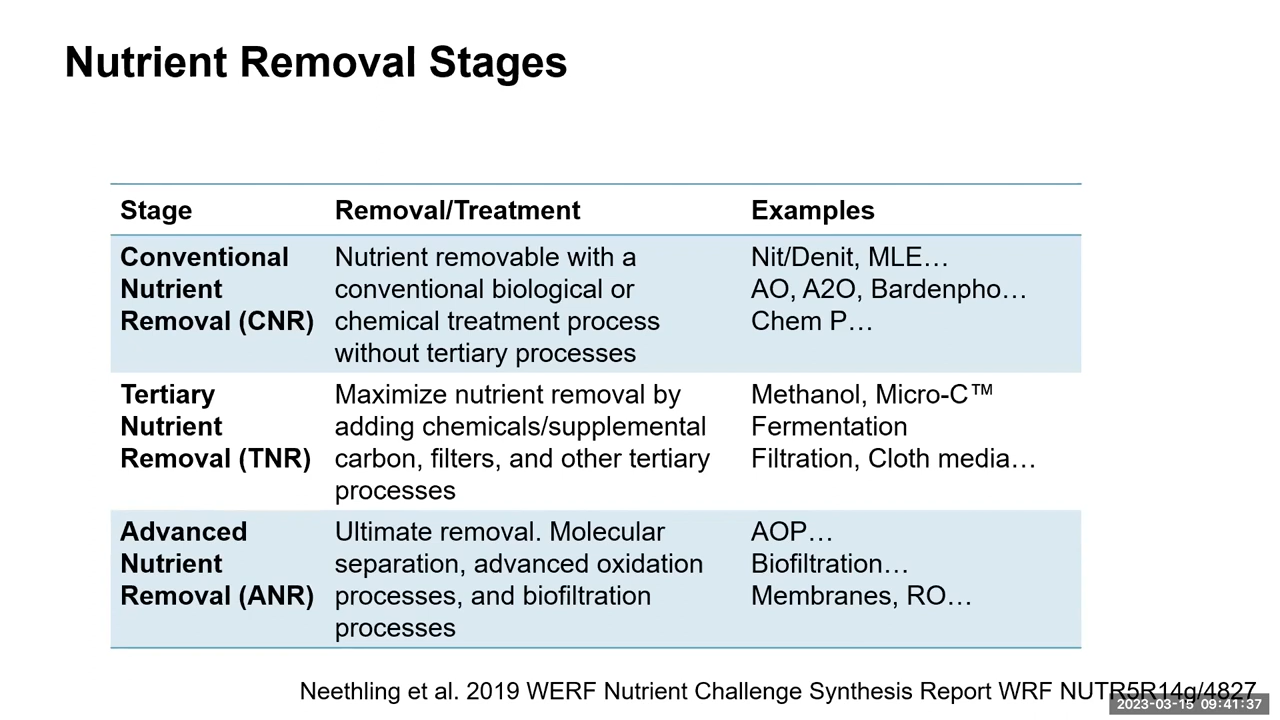 Nutrient Removal Stages
Stage
Removal/Treatment
Examples
Conventional
Nutrient
Removal (CNR)
Nutrient removable with a
conventional biological or
chemical treatment process
without tertiary processes
Nit/Denit, MLE…
AO, A2O, Bardenpho…
Chem P…
Tertiary
Nutrient
Removal (TNR)
Maximize nutrient removal by
adding chemicals/supplemental
carbon, filters, and other tertiary
processes
Methanol, Micro-C™
Fermentation
Filtration, Cloth media…
Advanced
Nutrient
Removal (ANR)
Ultimate removal. Molecular
separation, advanced oxidation
processes, and biofiltration
processes
AOP…
Biofiltration…
Membranes, RO…
Neethling et al. 2019 WERF Nutrient Challenge Synthesis Report WRF NUTR5R14g/4827
2023-03-15 09:41:37